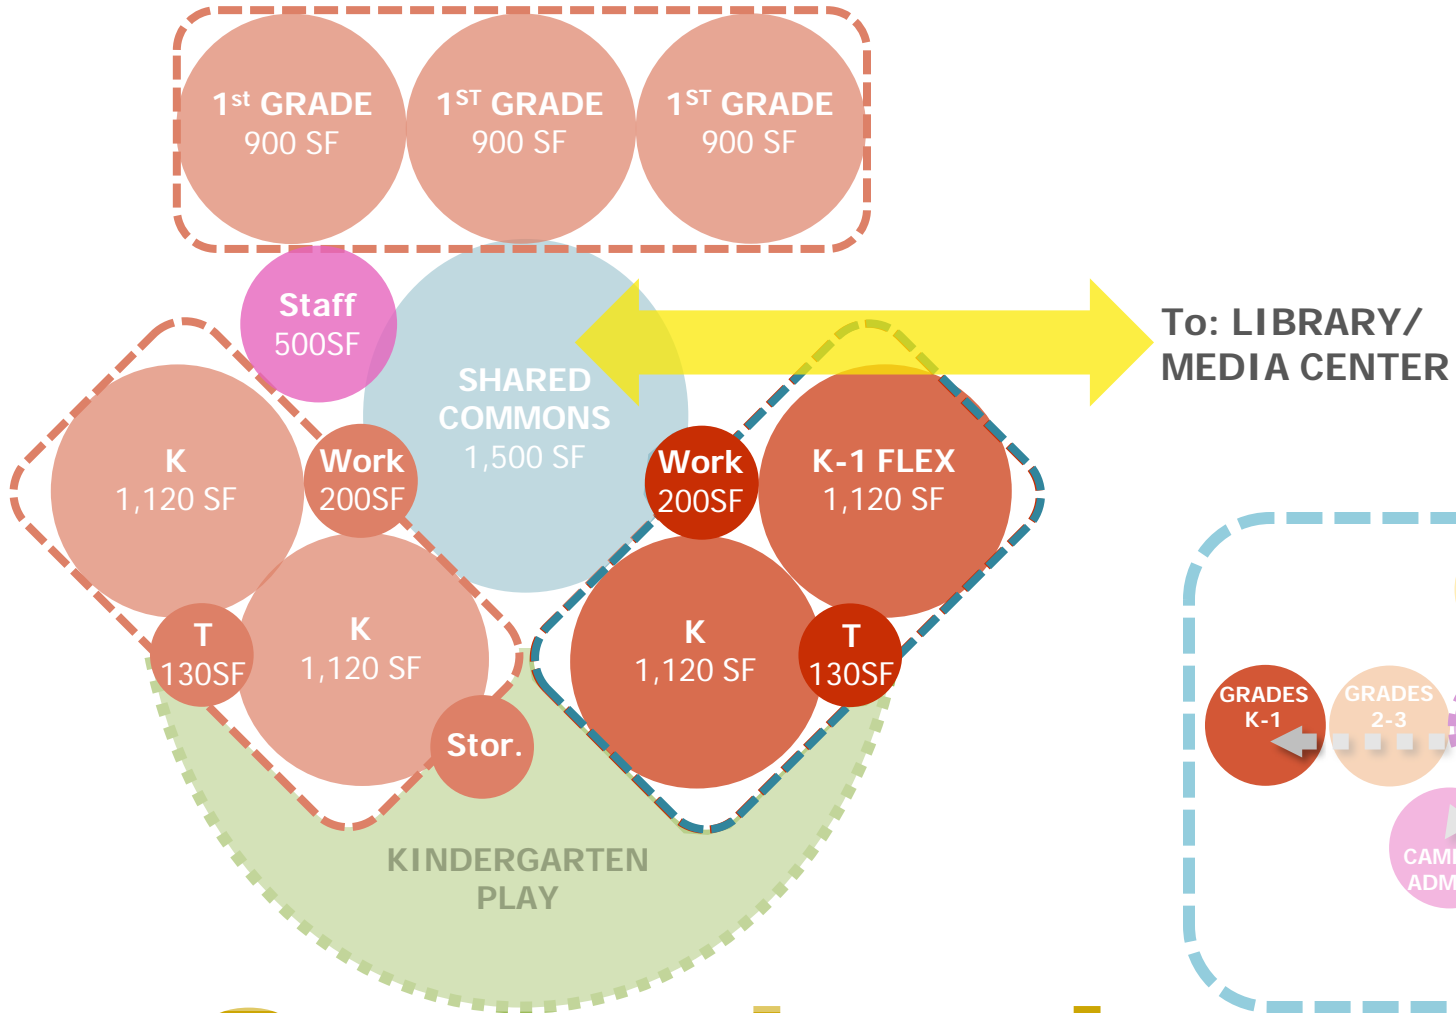 1st GRADE
900 SF
1ST GRADE
900 SF
1ST GRADE
900 SF
Staff
500SF
SHARED
COMMONS
1,500 SF
To: LIBRARY/
MEDIA CENTER
K
1,120 SF
Work
200SF
Work
200SF
K-1 FLEX
1,120 SF
T
130SF
K
1,120 SF
K
1,120 SF
T
130SF
Stor.
KINDERGARTEN
PLAY
GRADES
K-1
GRADES
2-3